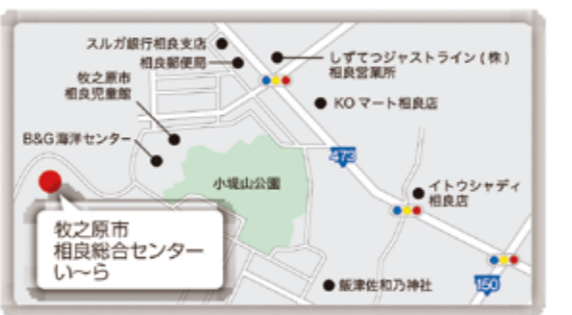 スルガ銀行相良支店
相良郵便局
しずてつジャストライン(株)
相良営業所
牧之原市
相良児童館
KOマート相良店
B&G海洋センター
473
小堤山公園
イトウシャディ
相良店
牧之原市
相良総合センター
い〜ら
飯津佐和乃神社
150